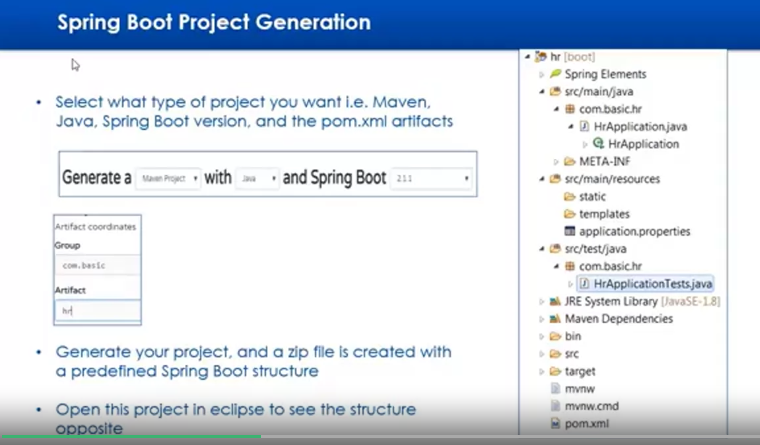 Spring Boot Project Generation
• Select what type of project you want i.e. Maven,
Java, Spring Boot version, and the pom.xml artifacts
Generate a Maven Project with Java and Spring Boot 2.1.1
Artifact coordinates
Group
com.basic
Artifact
hr
• Generate your project, and a zip file is created with
a predefined Spring Boot structure
• Open this project in eclipse to see the structure
opposite
hr [boot]
Spring Elements
src/main/java
com.basic.hr
HrApplication.java
HrApplication
META-INF
src/main/resources
static
templates
application.properties
src/test/java
com.basic.hr
HrApplicationTests.java
JRE System Library [JavaSE-1.8]
Maven Dependencies
bin
src
target
mvnw
mvnw.cmd
pom.xml